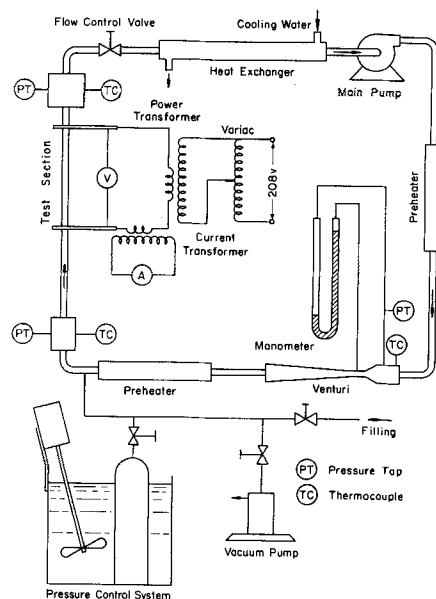 Flow Control Valve
Cooling Water
Heat Exchanger
Main Pump
PT
TC
Power
Transformer
Variac
Test Section
V
208v
Preheater
Current
Transformer
A
PT
PT
TC
Manometer
TC
Preheater
Venturi
Filling
PT Pressure Tap
TC Thermocouple
Vacuum Pump
Pressure Control System